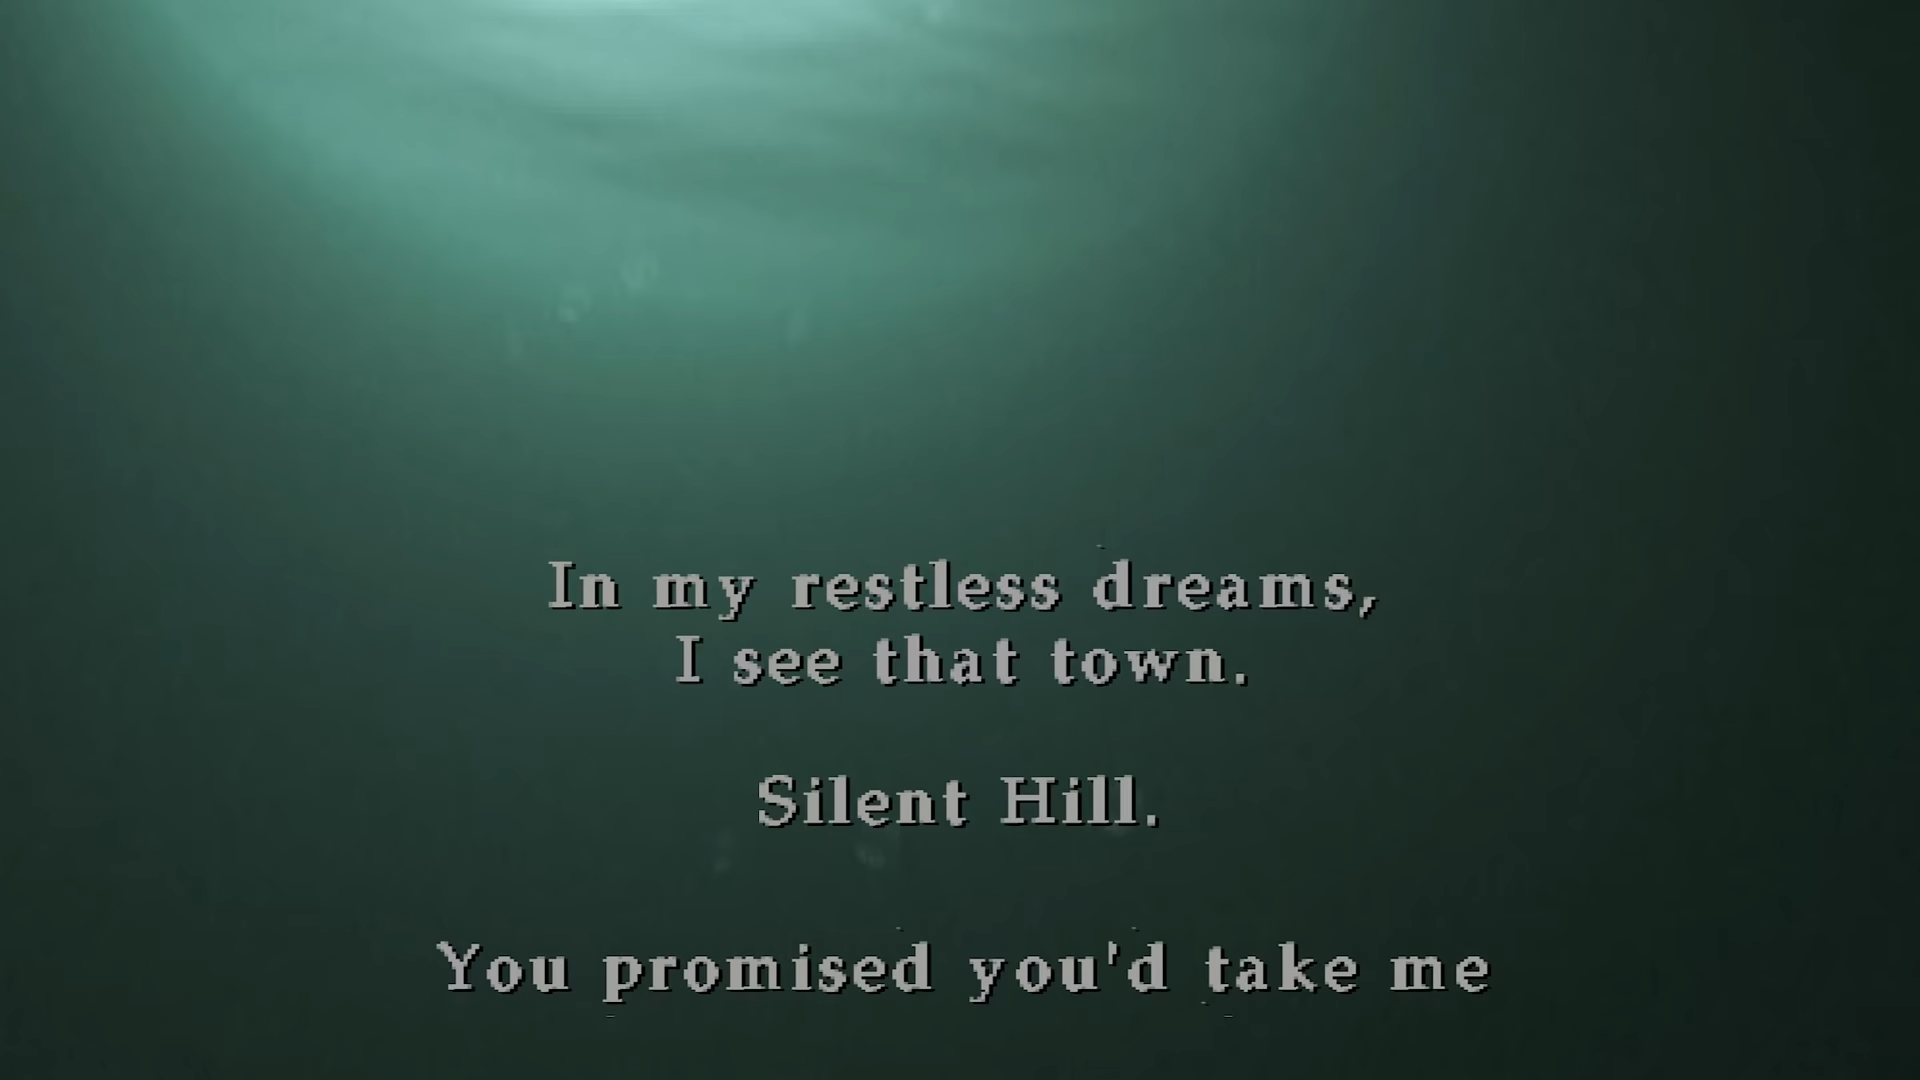 In my restless dreams,
I see that town.
Silent Hill.
You promised you'd take me